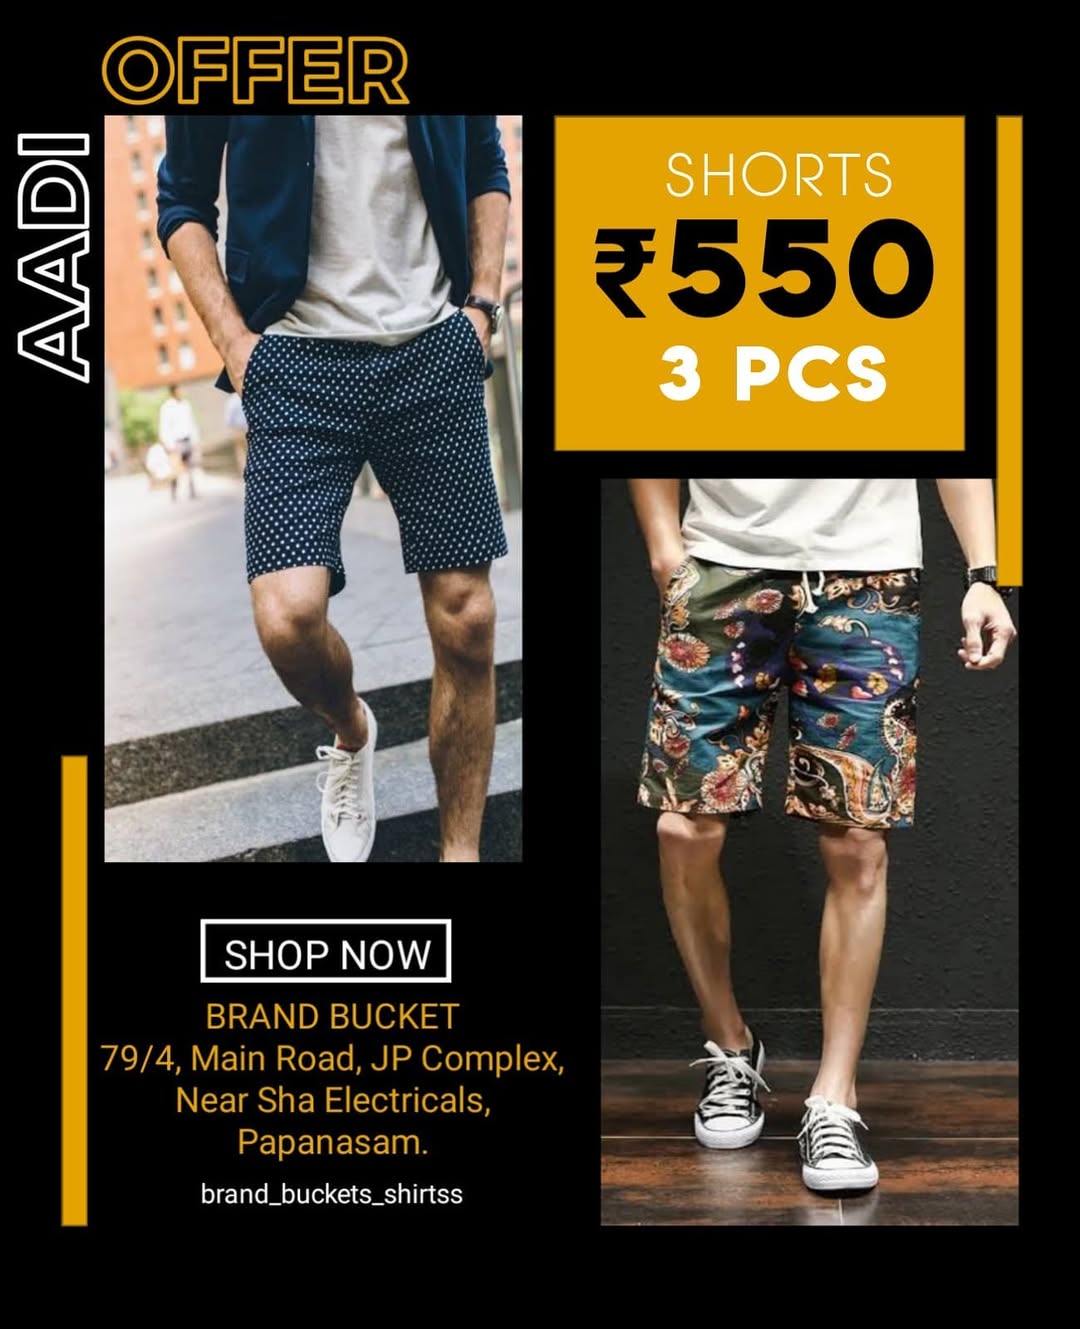 OFFER
AADI
SHORTS
₹550
3 PCS
SHOP NOW
BRAND BUCKET
79/4, Main Road, JP Complex,
Near Sha Electricals,
Papanasam.
brand_buckets_shirtss